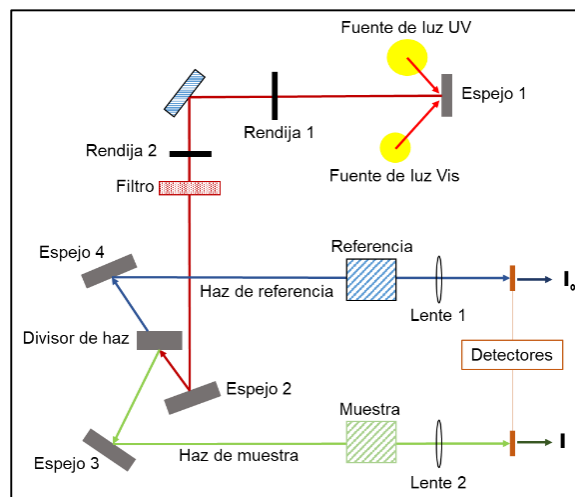 Fuente de luz UV
Espejo 1
Rendija 1
Rendija 2
Fuente de luz Vis
Filtro
Espejo 4
Referencia
Haz de referencia
I₀
Lente 1
Divisor de haz
Detectores
Espejo 2
Muestra
Espejo 3
Haz de muestra
I
Lente 2